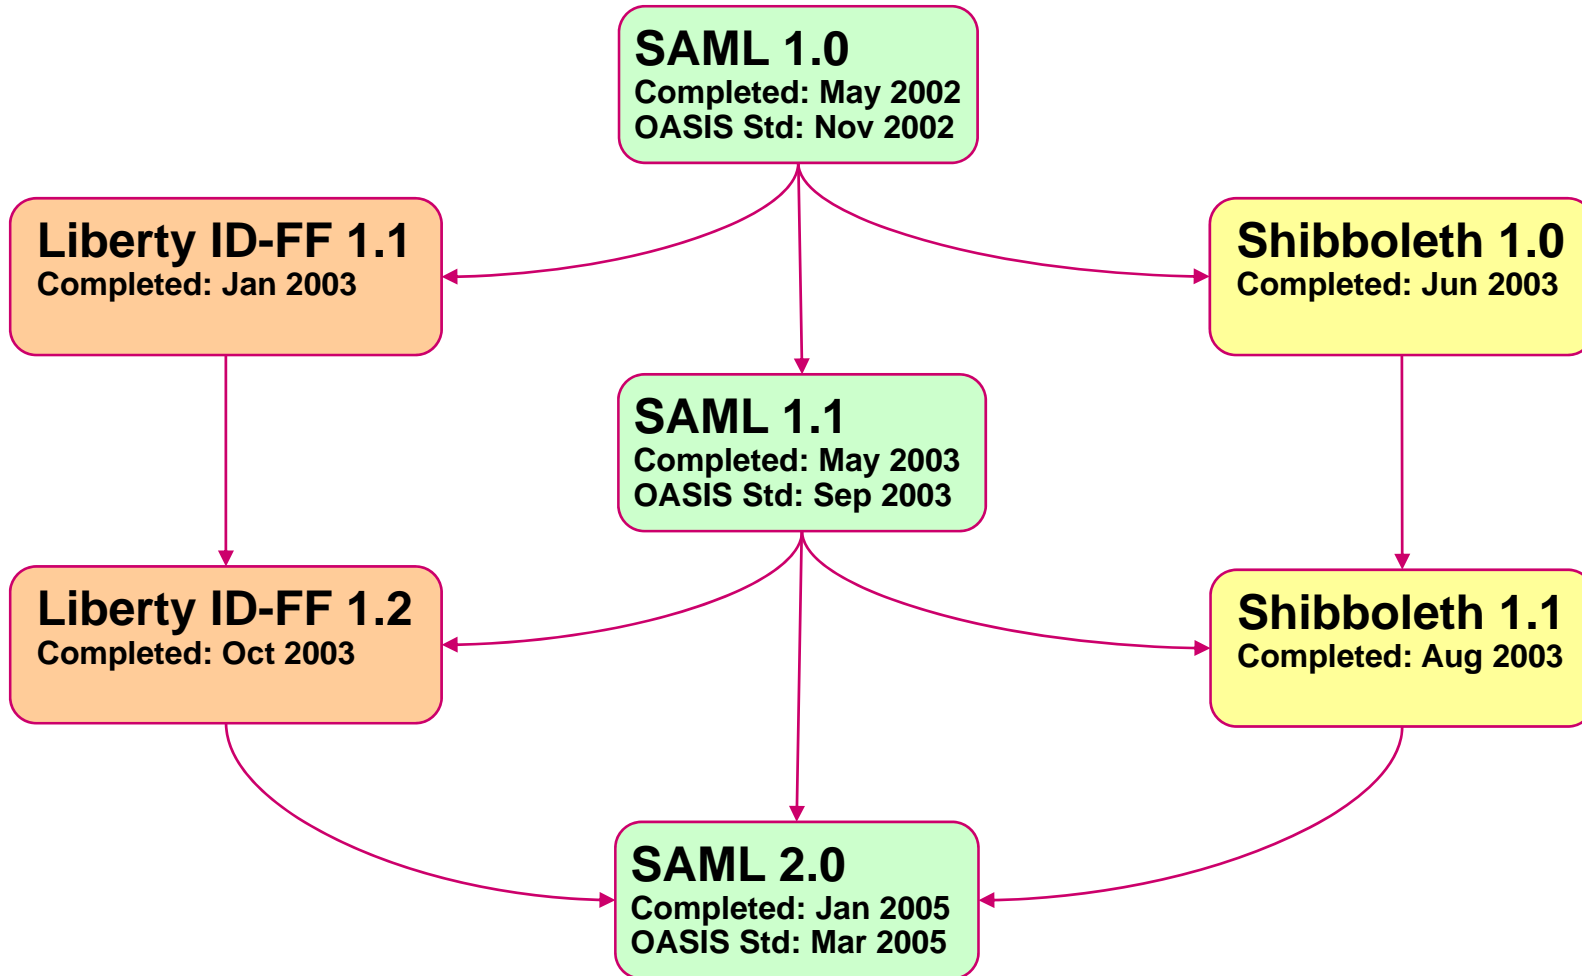 SAML 1.0
Completed: May 2002
OASIS Std: Nov 2002
Liberty ID-FF 1.1
Completed: Jan 2003
Shibboleth 1.0
Completed: Jun 2003
SAML 1.1
Completed: May 2003
OASIS Std: Sep 2003
Liberty ID-FF 1.2
Completed: Oct 2003
Shibboleth 1.1
Completed: Aug 2003
SAML 2.0
Completed: Jan 2005
OASIS Std: Mar 2005